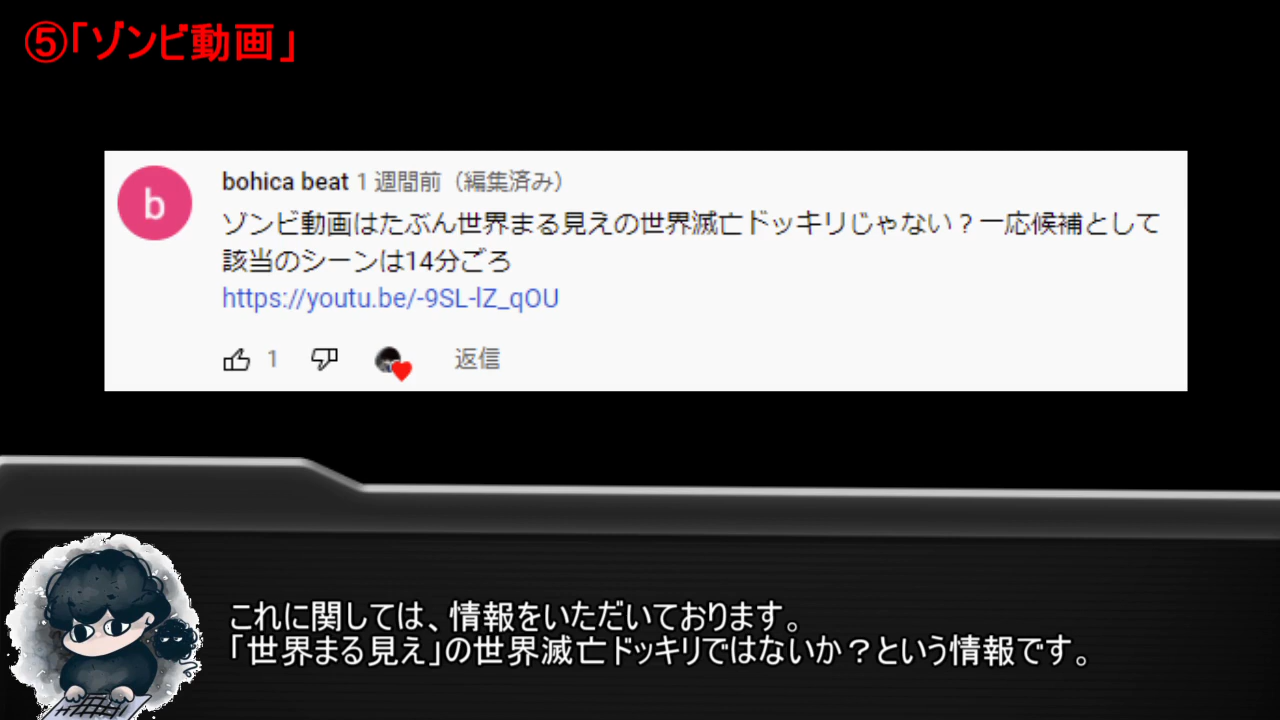 ⑤「ゾンビ動画」
b
bohica beat 1 週間前（編集済み）
ゾンビ動画はたぶん世界まる見えの世界滅亡ドッキリじゃない？一応候補として
該当のシーンは14分ごろ
https://youtu.be/-9SL-lZ_qOU
1 返信
これに関しては、情報をいただいております。
「世界まる見え」の世界滅亡ドッキリではないか？という情報です。